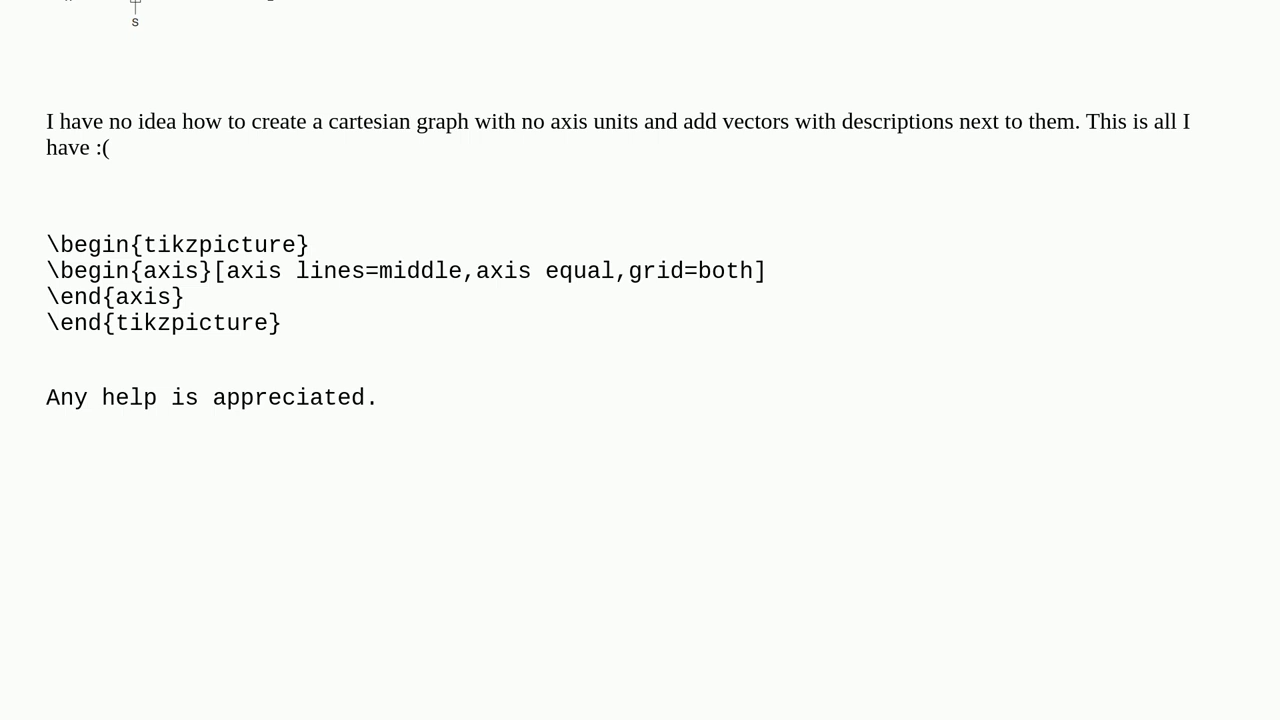 S
I have no idea how to create a cartesian graph with no axis units and add vectors with descriptions next to them. This is all I
have :(
\begin{tikzpicture}
\begin{axis}[axis lines=middle,axis equal,grid=both]
\end{axis}
\end{tikzpicture}
Any help is appreciated.